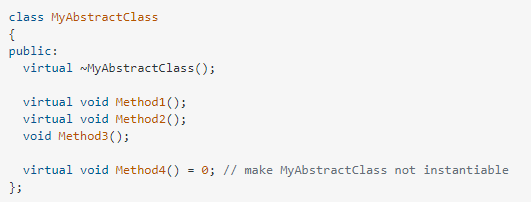 class MyAbstractClass
{
public:
  virtual ~MyAbstractClass();

  virtual void Method1();
  virtual void Method2();
  void Method3();

  virtual void Method4() = 0; // make MyAbstractClass not instantiable
};